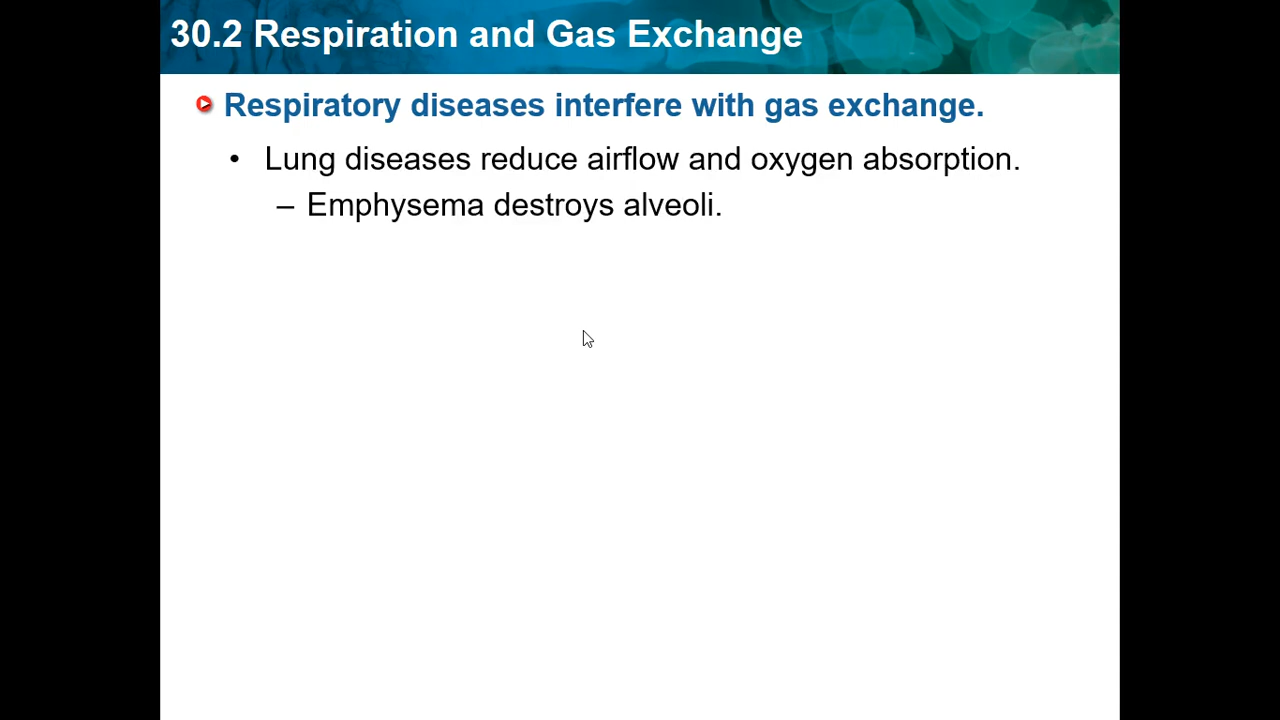 30.2 Respiration and Gas Exchange
Respiratory diseases interfere with gas exchange.
• Lung diseases reduce airflow and oxygen absorption.
– Emphysema destroys alveoli.